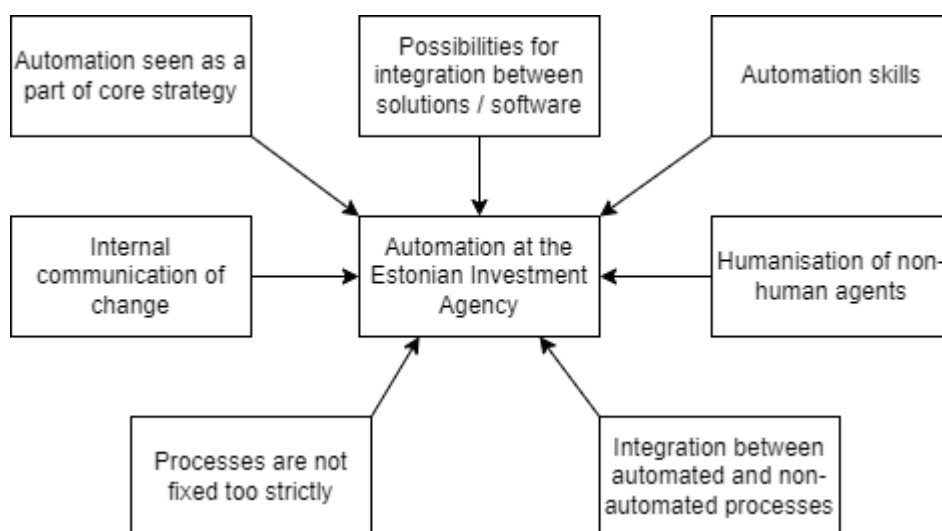 Automation seen as a
part of core strategy
Possibilities for
integration between
solutions / software
Automation skills
Internal
communication of
change
Automation at the
Estonian Investment
Agency
Humanisation of non-
human agents
Processes are not
fixed too strictly
Integration between
automated and non-
automated processes